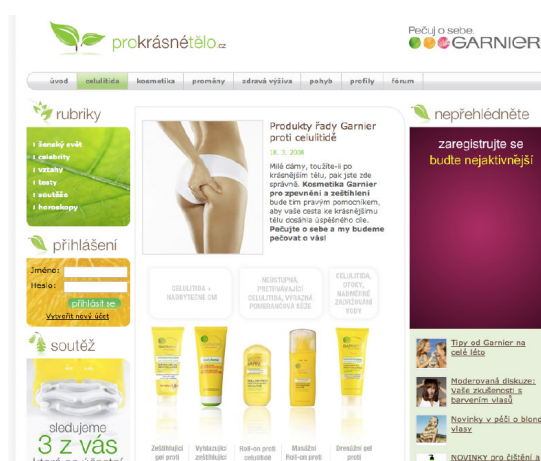 prokrásnétělo.cz
Pečuj o sebe.
GARNIER
úvod celulitida kosmetika proměny zdravá výživa pohyb profily fórum
rubriky
ženský svět
celebrity
vztahy
testy
soutěže
horoskopy
přihlášení
Jméno:
Heslo:
přihlásit se
Vytvořit nový účet
soutěž
sledujeme
3 z vás
Produkty řady Garnier
proti celulitidě
18. 3. 2008
Milé dámy, toužíte-li po
krásnějším tělu, pak jste zde
správně. Kosmetika Garnier
pro zpevnění a zeštíhlení
bude tím pravým pomocníkem,
aby vaše cesta ke krásnějšímu
tělu dosáhla úspěšného cíle.
Pečujte o sebe a my budeme
pečovat o vás!
CELULITIDA +
NADBYTEČNÁ CM
NEÚSTUPNÁ,
PŘETRVÁVAJÍCÍ
CELULITIDA, VÝRAZNÁ
POMERANČOVÁ KŮŽE
CELULITIDA,
OTOKY,
NADMĚRNÉ
ZADRŽOVÁNÍ
VODY
Zeštíhlující
gel proti
Vyhlazující
zeštíhlující
Roll-on proti
celulitidě
Masážní
Roll-on proti
Drenážní gel
proti
nepřehlédněte
zaregistrujte se
buďte nejaktivnější
Tipy od Garnier na
celé léto
Moderovaná diskuze:
Vaše zkušenosti s
barvením vlasů
Novinky v péči o blond
vlasy
NOVINKY pro čištění a